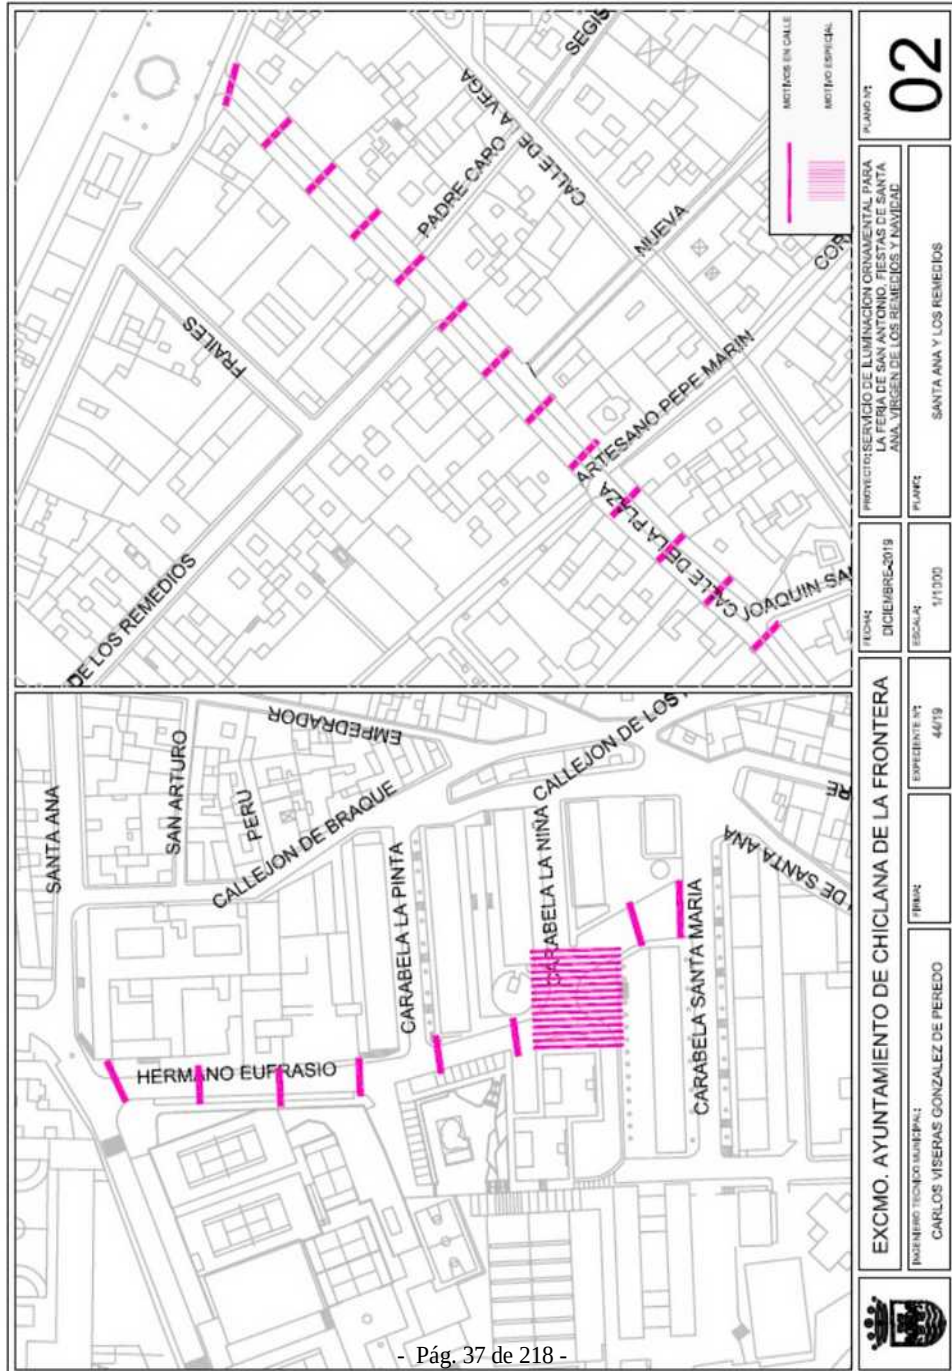 SEGIS
CALLE DE LA VEGA
PADRE CARO
NUEVA
COR
FRAILES
ARTESANO PEPE MARIN
CALLE DE LA PLAZA
JOAQUIN SA
DE LOS REMEDIOS
MOTIVOS EN CALLE
MOTIVO ESPECIAL
SANTA ANA
SAN ARTURO
PERU
EMPEDRADOR
CALLEJON DE BRAQUE
CALLEJON DE LOS
CARABELA LA PINTA
CARABELA LA NIÑA
CARABELA SANTA MARIA
DE SANTA ANA
RE
HERMANO EUFRASIO
EXCMO. AYUNTAMIENTO DE CHICLANA DE LA FRONTERA
INGENIERO TECNICO MUNICIPAL:
CARLOS VISERAS GONZALEZ DE PEREDO
FIRMA:
EXPEDIENTE Nº:
44/19
FECHA:
DICIEMBRE-2019
ESCALA:
1/1000
PROYECTO: SERVICIO DE ILUMINACION ORNAMENTAL PARA
LA FERIA DE SAN ANTONIO, FIESTAS DE SANTA
ANA, VIRGEN DE LOS REMEDIOS Y NAVIDAD
PLANO:
SANTA ANA Y LOS REMEDIOS
PLANO Nº:
02
- Pág. 37 de 218 -